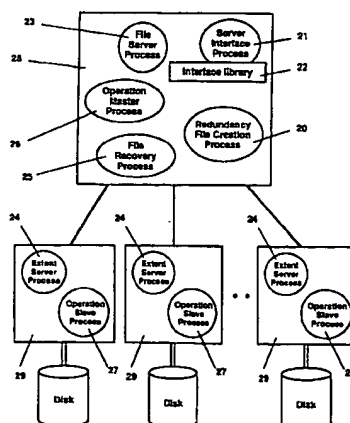 23
File
Server
Process
Server
Interface
Process
21
28
Interface library
22
Operation
Master
Process
Redundancy
File Creation
Process
26
20
File
Recovery
Process
25
24
24
24
Extent
Server
Process
Extent
Server
Process
Extent
Server
Process
Operation
Slave
Process
Operation
Slave
Process
Operation
Slave
Process
29
27
29
27
29
Disk
Disk
Disk